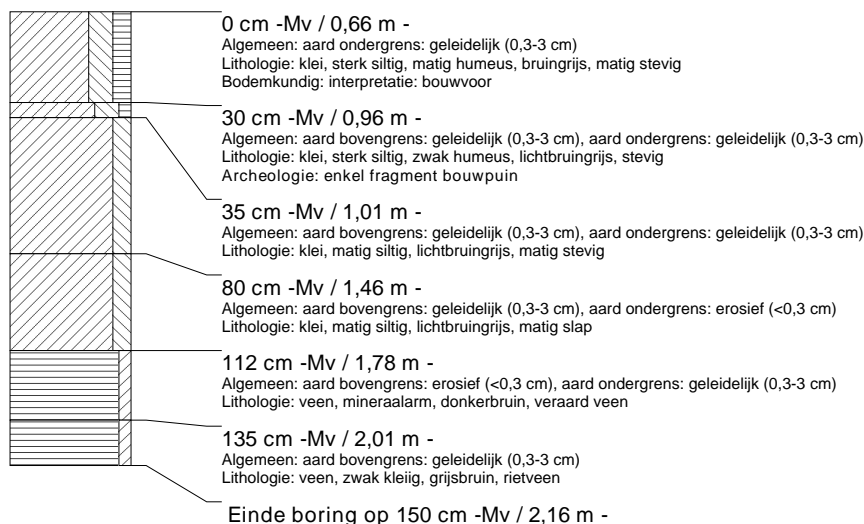 0 cm -Mv / 0,66 m -
Algemeen: aard ondergrens: geleidelijk (0,3-3 cm)
Lithologie: klei, sterk siltig, matig humeus, bruingrijs, matig stevig
Bodemkundig: interpretatie: bouwvoor
30 cm -Mv / 0,96 m -
Algemeen: aard bovengrens: geleidelijk (0,3-3 cm), aard ondergrens: geleidelijk (0,3-3 cm)
Lithologie: klei, sterk siltig, zwak humeus, lichtbruingrijs, stevig
Archeologie: enkel fragment bouwpuin
35 cm -Mv / 1,01 m -
Algemeen: aard bovengrens: geleidelijk (0,3-3 cm), aard ondergrens: geleidelijk (0,3-3 cm)
Lithologie: klei, matig siltig, lichtbruingrijs, matig stevig
80 cm -Mv / 1,46 m -
Algemeen: aard bovengrens: geleidelijk (0,3-3 cm), aard ondergrens: erosief (<0,3 cm)
Lithologie: klei, matig siltig, lichtbruingrijs, matig slap
112 cm -Mv / 1,78 m -
Algemeen: aard bovengrens: erosief (<0,3 cm), aard ondergrens: geleidelijk (0,3-3 cm)
Lithologie: veen, mineraalarm, donkerbruin, veraard veen
135 cm -Mv / 2,01 m -
Algemeen: aard bovengrens: geleidelijk (0,3-3 cm)
Lithologie: veen, zwak kleiig, grijsbruin, rietveen
Einde boring op 150 cm -Mv / 2,16 m -